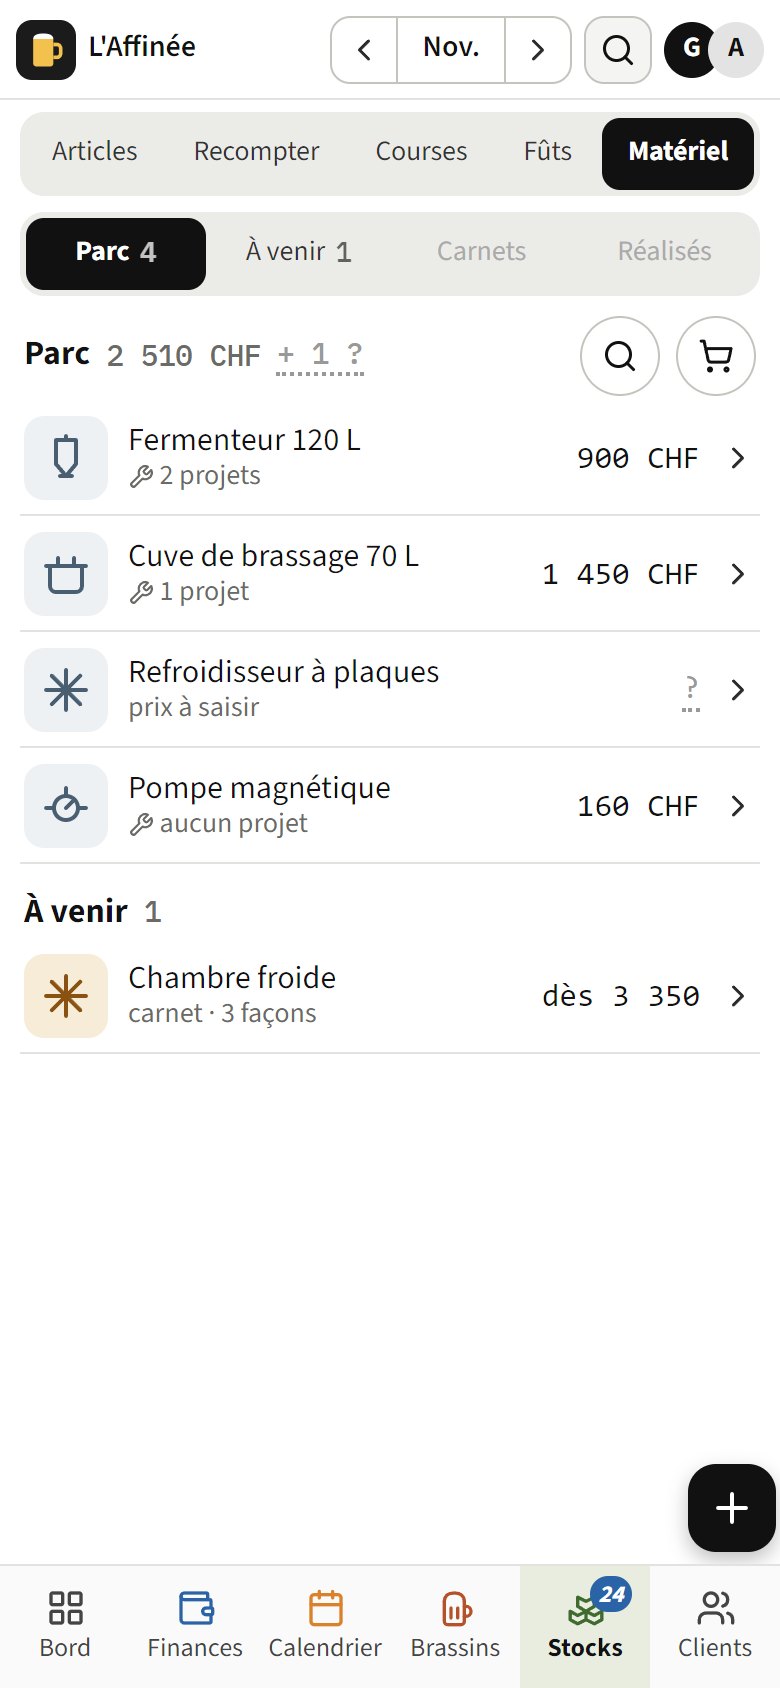 L'Affinée
Nov.
G
A
Articles Recompter Courses Fûts Matériel
Parc 4 À venir 1 Carnets Réalisés
Parc 2 510 CHF + 1 ?
Fermenteur 120 L
2 projets
900 CHF
Cuve de brassage 70 L
1 projet
1 450 CHF
Refroidisseur à plaques
prix à saisir
?
Pompe magnétique
aucun projet
160 CHF
À venir 1
Chambre froide
carnet · 3 façons
dès 3 350
24
Bord Finances Calendrier Brassins Stocks Clients